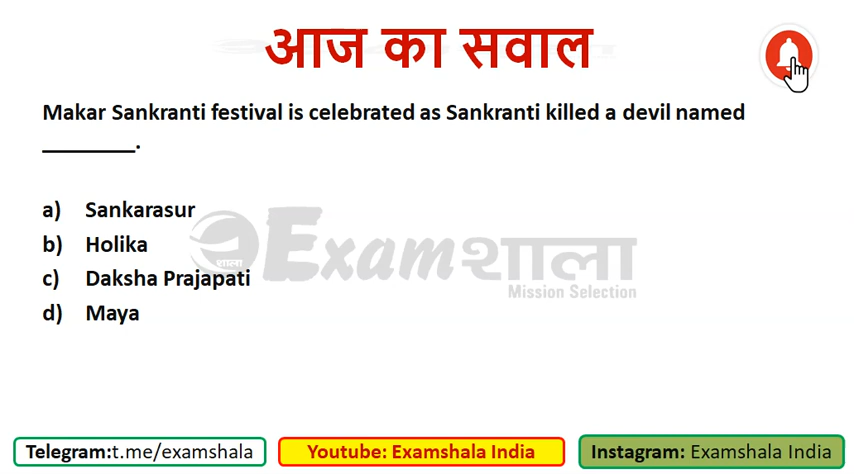 आज का सवाल
Makar Sankranti festival is celebrated as Sankranti killed a devil named
________.
a) Sankarasur
b) Holika
c) Daksha Prajapati
d) Maya
शाला
Examशाला
Mission Selection
Telegram:t.me/examshala
Youtube: Examshala India
Instagram: Examshala India